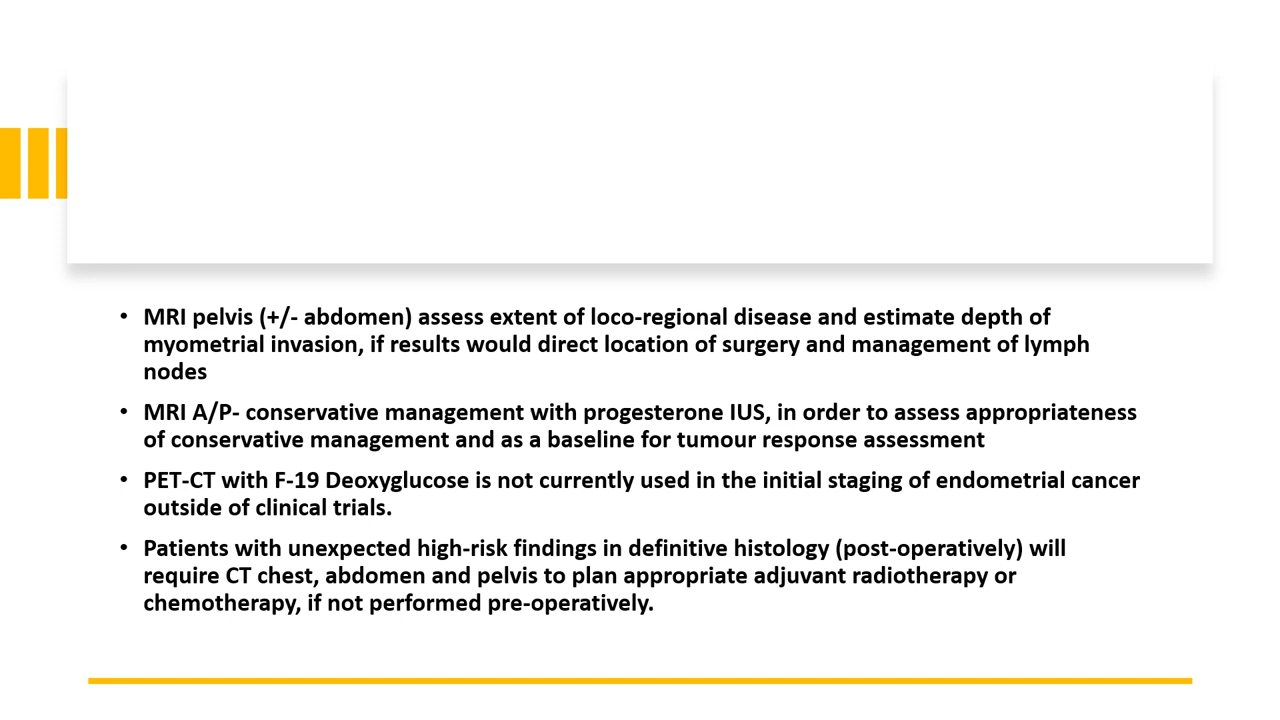 • MRI pelvis (+/- abdomen) assess extent of loco-regional disease and estimate depth of
myometrial invasion, if results would direct location of surgery and management of lymph
nodes
• MRI A/P- conservative management with progesterone IUS, in order to assess appropriateness
of conservative management and as a baseline for tumour response assessment
• PET-CT with F-19 Deoxyglucose is not currently used in the initial staging of endometrial cancer
outside of clinical trials.
• Patients with unexpected high-risk findings in definitive histology (post-operatively) will
require CT chest, abdomen and pelvis to plan appropriate adjuvant radiotherapy or
chemotherapy, if not performed pre-operatively.